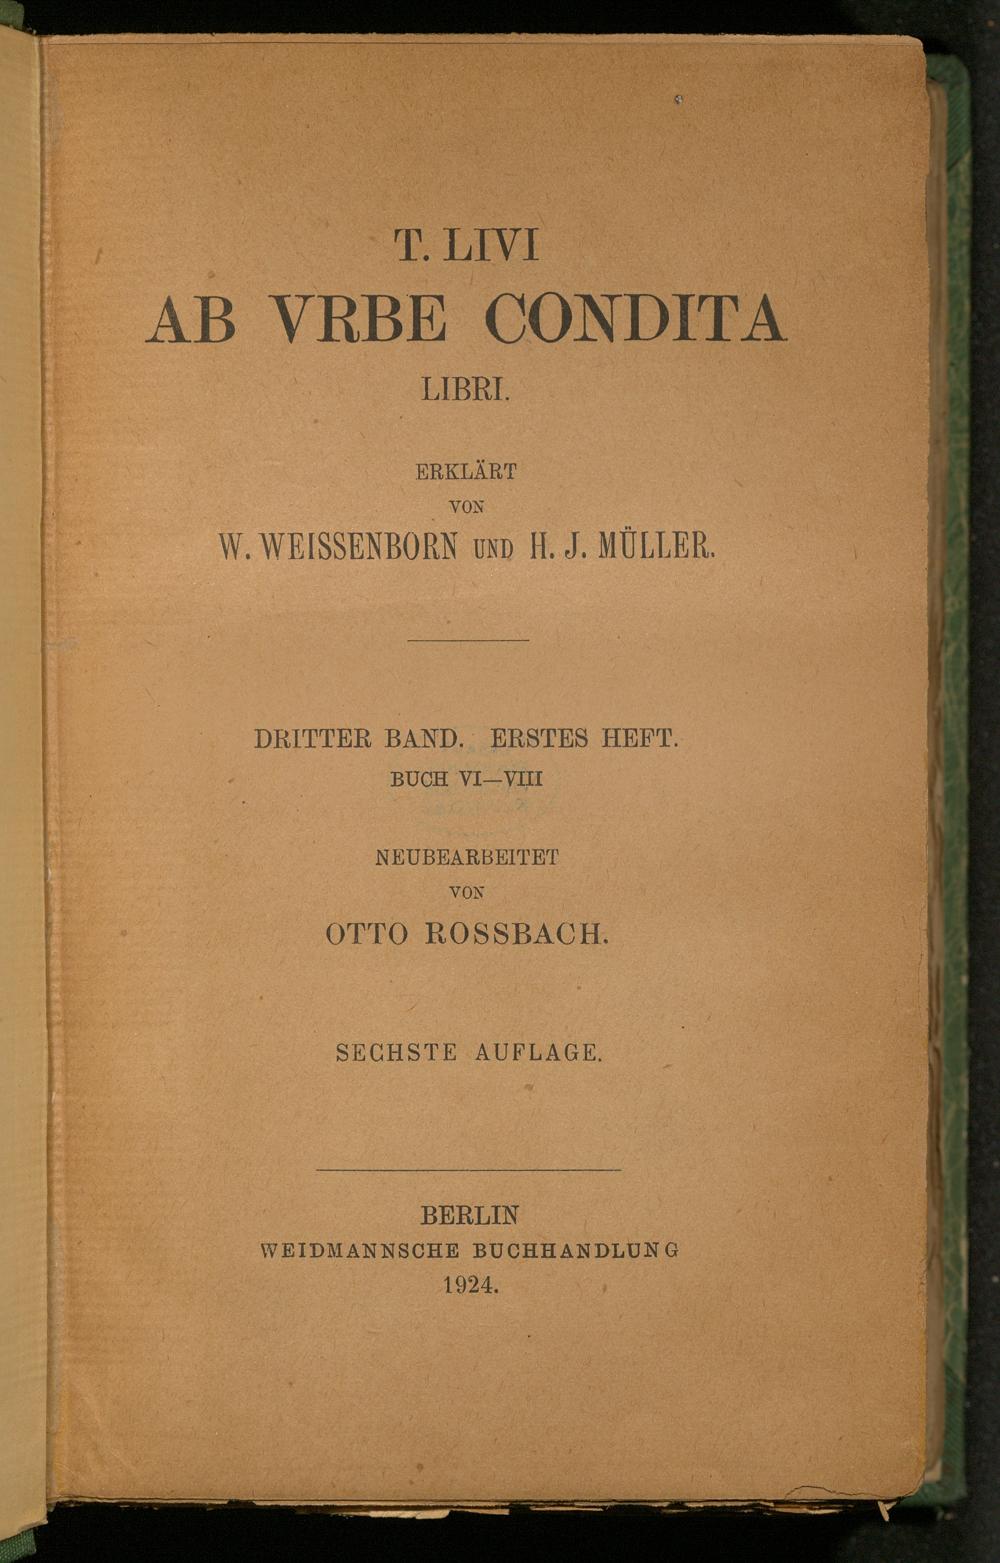 T. LIVI
AB VRBE CONDITA
LIBRI.
ERKLÄRT
VON
W. WEISSENBORN UND H. J. MÜLLER.
DRITTER BAND. ERSTES HEFT.
BUCH VI—VIII
NEUBEARBEITET
VON
OTTO ROSSBACH.
SECHSTE AUFLAGE.
BERLIN
WEIDMANNSCHE BUCHHANDLUNG
1924.